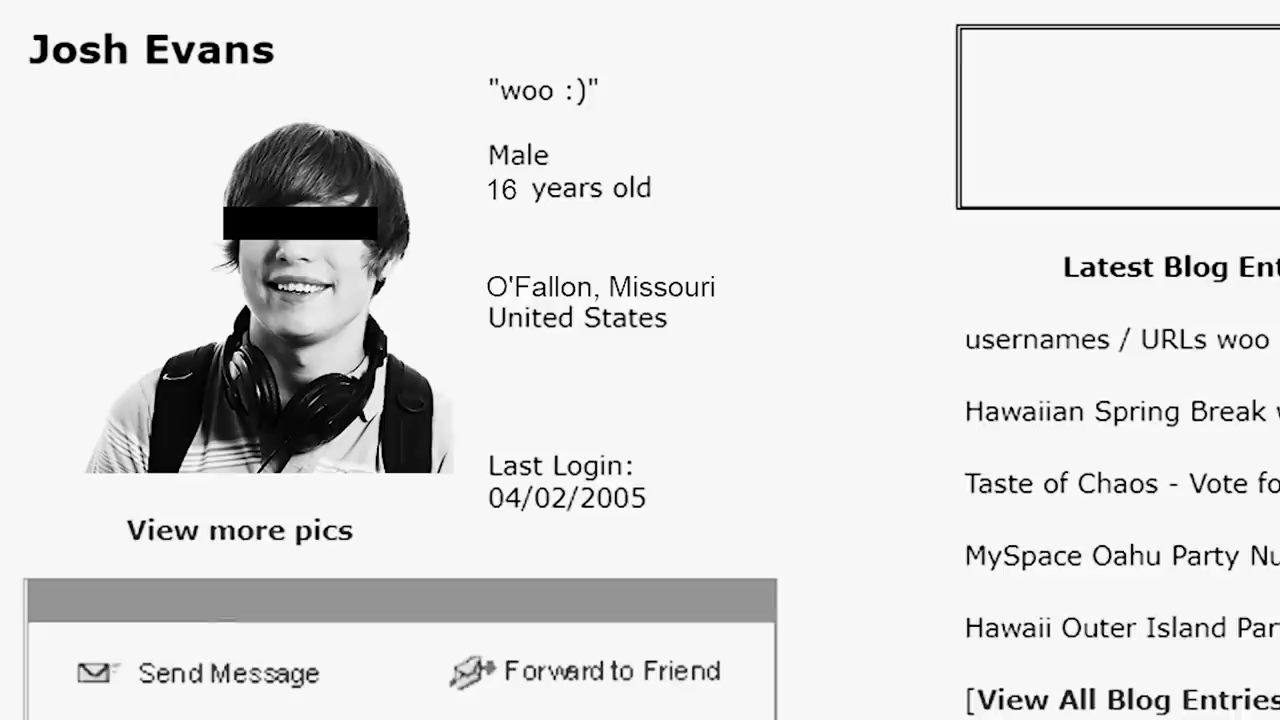 Josh Evans
"woo :)"
Male
16 years old
O'Fallon, Missouri
United States
Last Login:
04/02/2005
View more pics
Send Message
Forward to Friend
Latest Blog
usernames / URLs woo
Hawaiian Spring Break
Taste of Chaos - Vote
MySpace Oahu Party
Hawaii Outer Island
[View All Blog Entries